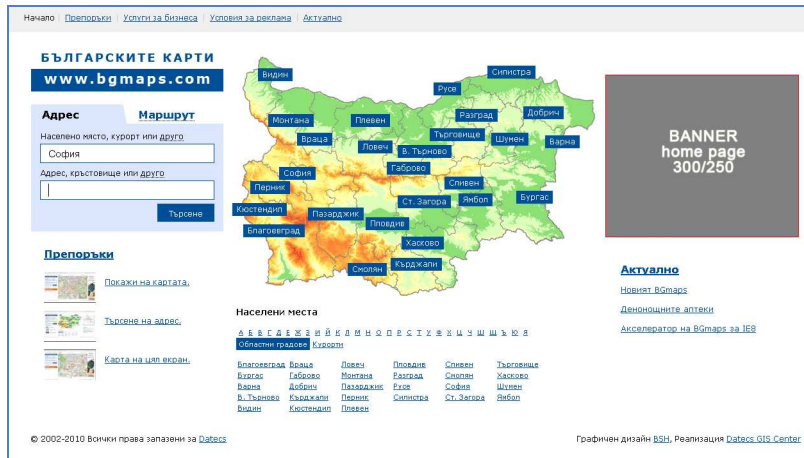 Начало | Препоръки | Услуги за бизнеса | Условия за реклама | Актуално
БЪЛГАРСКИТЕ КАРТИ
www.bgmaps.com
Адрес Маршрут
Населено място, курорт или друго
София
Адрес, кръстовище или друго
Търсене
Препоръки
Покажи на картата.
Търсене на адрес.
Карта на цял екран.
Видин
Силистра
Русе
Монтана
Плевен
Разград
Добрич
Враца
Ловеч
В. Търново
Търговище
Шумен
Варна
София
Габрово
Перник
Сливен
Кюстендил
Пазарджик
Ст. Загора
Ямбол
Бургас
Благоевград
Пловдив
Хасково
Смолян
Кърджали
Населени места
А Б В Г Д Е Ж З И Й К Л М Н О П Р С Т У Ф Х Ц Ч Ш Щ Ъ Ю Я
Областни градове Курорти
Благоевград Враца Ловеч Пловдив Сливен Търговище
Бургас Габрово Монтана Разград Смолян Хасково
Варна Добрич Пазарджик Русе София Шумен
В. Търново Кърджали Перник Силистра Ст. Загора Ямбол
Видин Кюстендил Плевен
BANNER
home page
300/250
Актуално
Новият BGmaps
Денонощните аптеки
Акселератор на BGmaps за IE8
© 2002-2010 Всички права запазени за Datecs
Графичен дизайн BSH, Реализация Datecs GIS Center